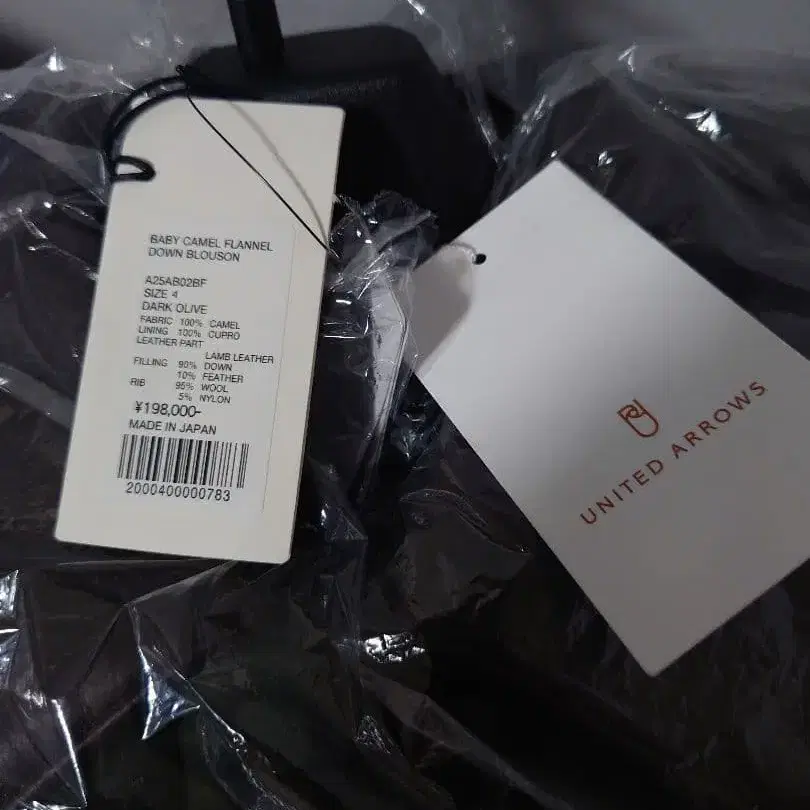 BABY CAMEL FLANNEL
DOWN BLOUSON
A25AB02BF
SIZE 4
DARK OLIVE
FABRIC 100% CAMEL
LINING 100% CUPRO
LEATHER PART
LAMB LEATHER
FILLING 90% DOWN
10% FEATHER
RIB 95% WOOL
5% NYLON
¥198,000-
MADE IN JAPAN
2000400000783
UNITED ARROWS